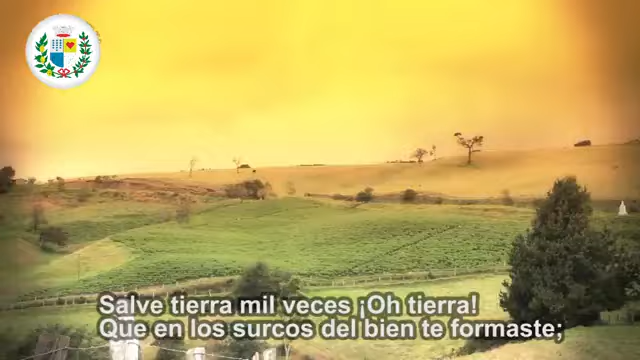 Salve tierra mil veces ¡Oh tierra!
Que en los surcos del bien te formaste;